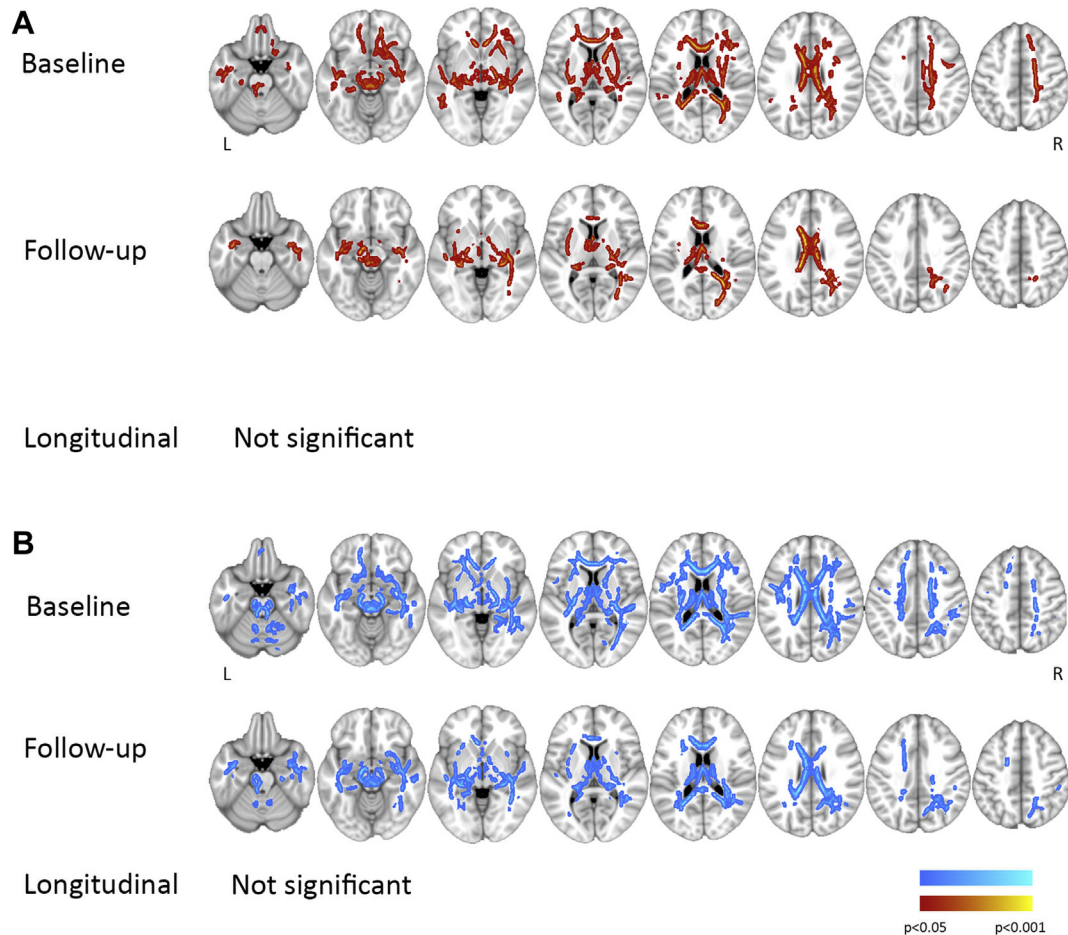 A
Baseline
L
R
Follow-up
Longitudinal Not significant
B
Baseline
L
R
Follow-up
Longitudinal Not significant
p<0.05 p<0.001